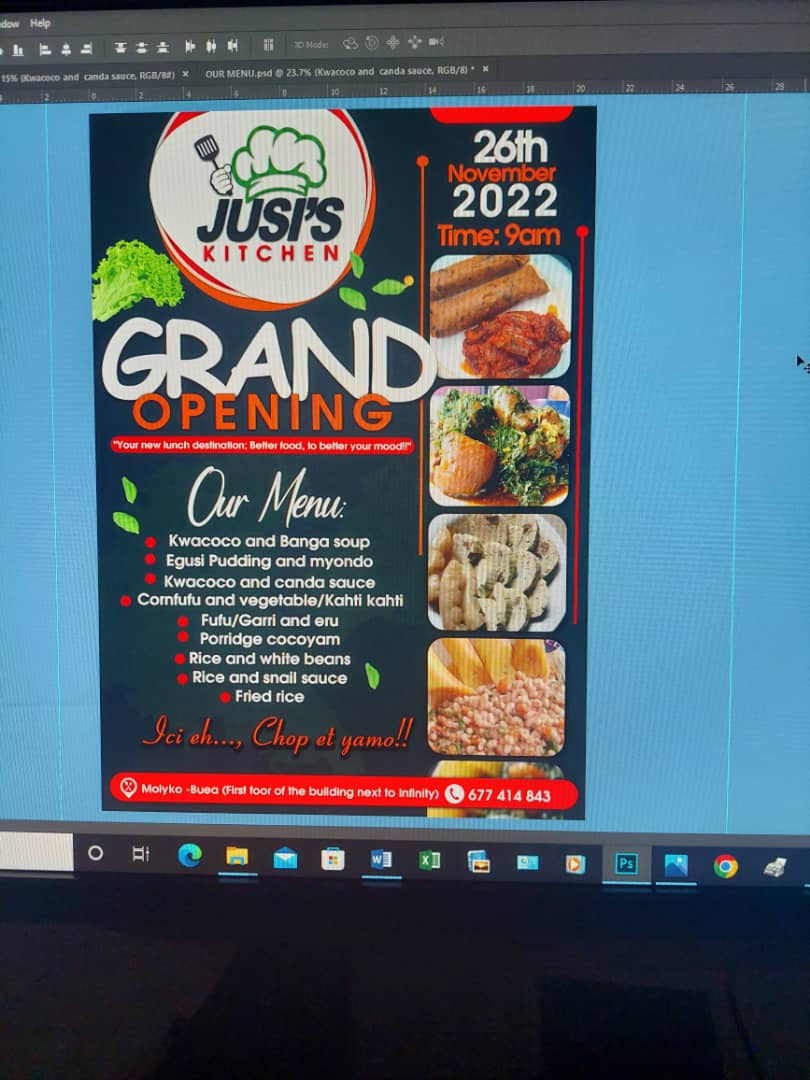 dow Help
3D Mode:
15% (Kwacoco and canda sauce, RGB/8#) × OUR MENU.psd @ 23.7% (Kwacoco and canda sauce, RGB/8) * ×
2 0 2 4 6 8 10 12 14 16 18 20 22 24 26 28
JUSI'S
KITCHEN
26th
November
2022
Time: 9am
GRAND
OPENING
"Your new lunch destination; Better food, to better your mood!!"
Our Menu:
Kwacoco and Banga soup
Egusi Pudding and myondo
Kwacoco and canda sauce
Cornfufu and vegetable/Kahti kahti
Fufu/Garri and eru
Porridge cocoyam
Rice and white beans
Rice and snail sauce
Fried rice
Ici eh..., Chop et yamo!!
Molyko -Buea (First foor of the building next to Infinity) 677 414 843
Ps